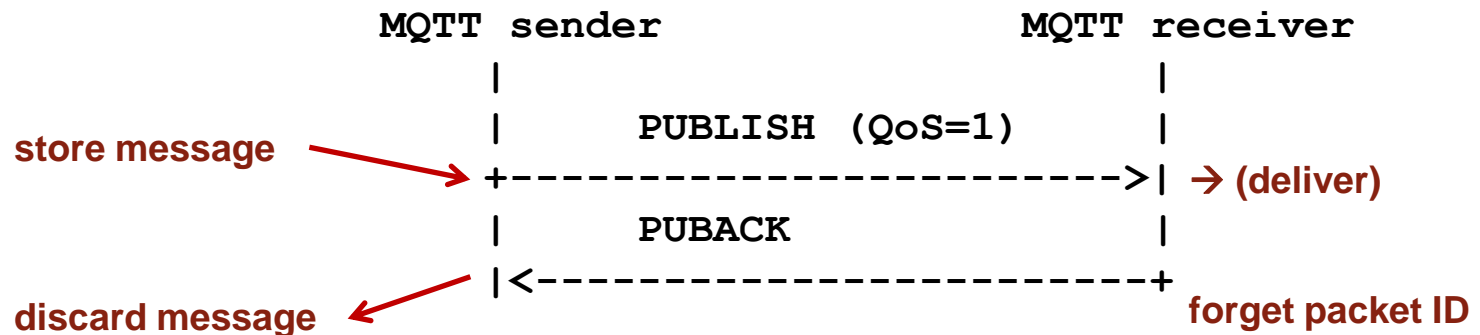 MQTT sender MQTT receiver
| |
| PUBLISH (QoS=1) |
store message
+----------------------->| → (deliver)
| PUBACK |
|<-----------------------+
discard message forget packet ID